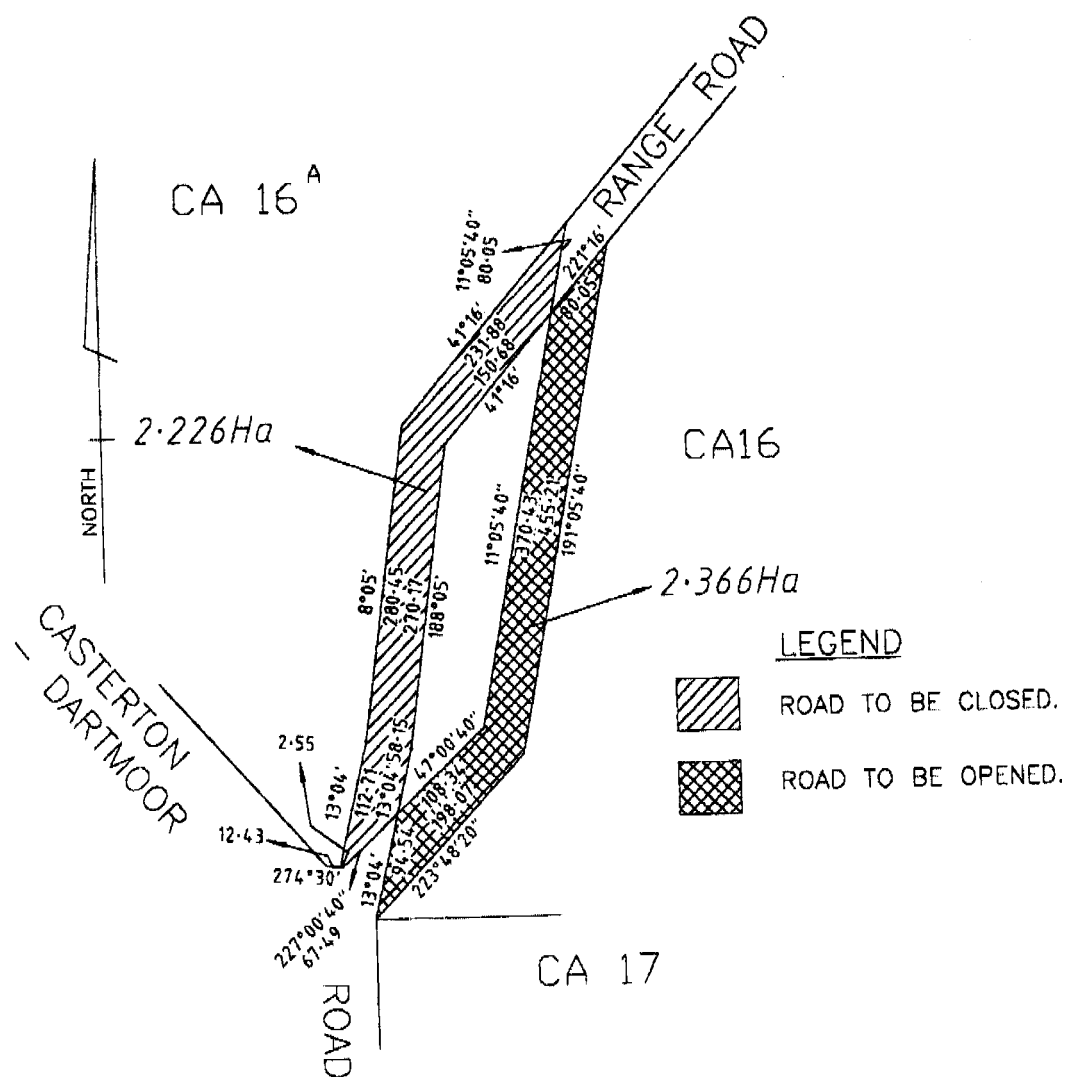 RANGE ROAD
CA 16ᴬ
11°05'40"
80·05
221°16'
80·05
41°16'
231·88
150·68
41°16'
2·226Ha
CA16
NORTH
11°05'40"
370·43
455·21
191°05'40"
8°05'
280·45
270·17
188°05'
2·366Ha
CASTERTON
– DARTMOOR
LEGEND
ROAD TO BE CLOSED.
ROAD TO BE OPENED.
2·55
13°04'
112·71
13°04'
58·15
47°00'40"
108·34
198·07
223°48'20"
12·43
274°30'
13°04'
94·54
227°00'40"
67·49
CA 17
ROAD